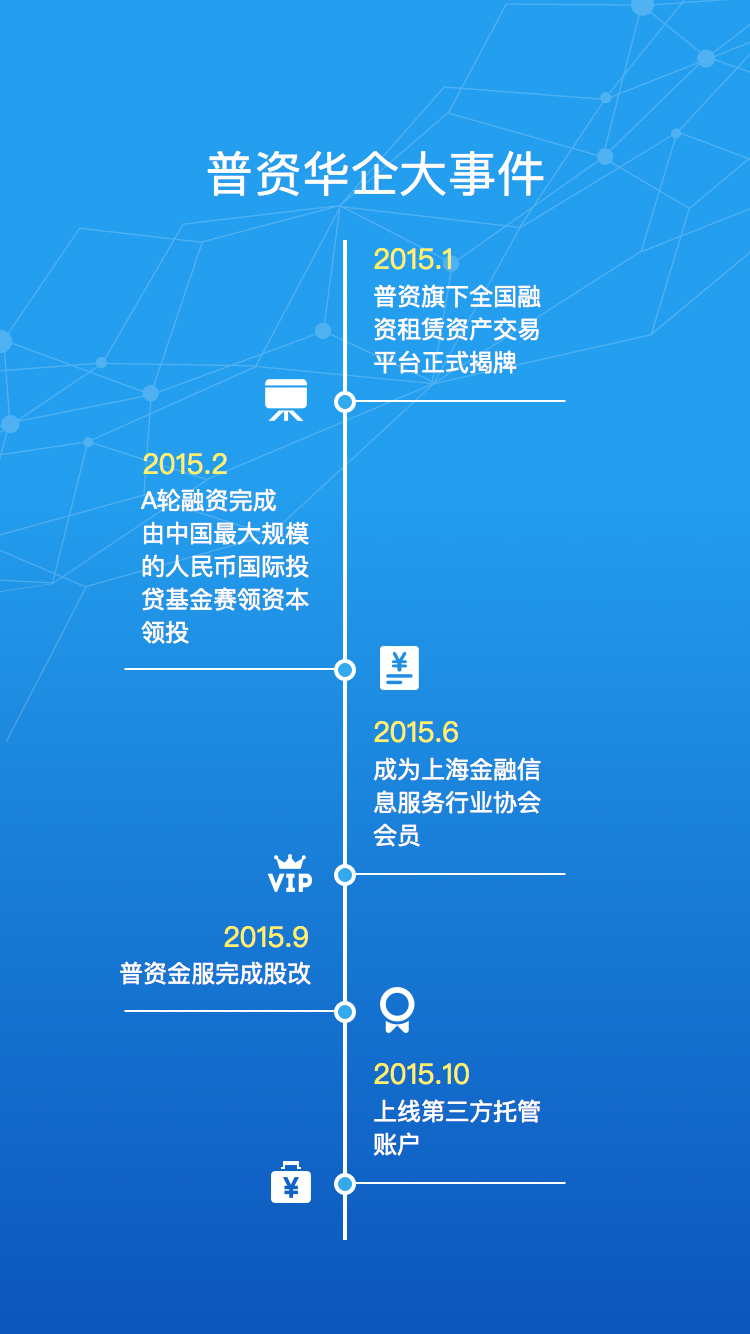 普资华企大事件
2015.1
普资旗下全国融
资租赁资产交易
平台正式揭牌
2015.2
A轮融资完成
由中国最大规模
的人民币国际投
贷基金赛领资本
领投
¥
2015.6
成为上海金融信
息服务行业协会
会员
VIP
2015.9
普资金服完成股改
2015.10
上线第三方托管
账户
¥